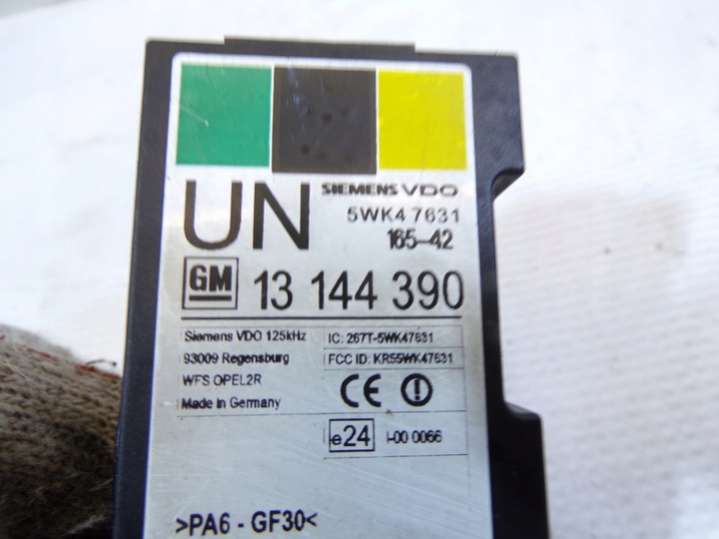 UN
SIEMENS VDO
5WK4 7631
165-42
GM 13 144 390
Siemens VDO 125kHz
93009 Regensburg
WFS OPEL2R
Made in Germany
IC: 267T-5WK47631
FCC ID: KR55WK47631
CE
e24 I-00 0066
>PA6 - GF30<